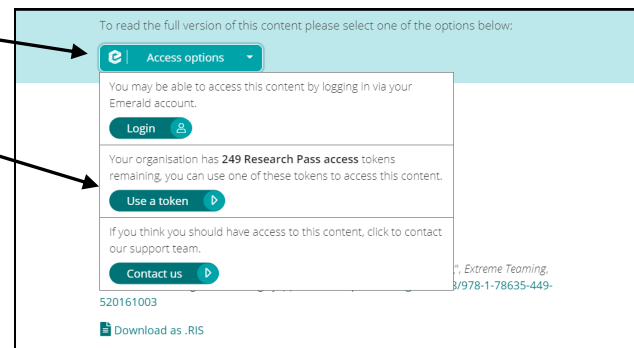 To read the full version of this content please select one of the options below:
Access options
You may be able to access this content by logging in via your
Emerald account.
Login
Your organisation has 249 Research Pass access tokens
remaining, you can use one of these tokens to access this content.
Use a token
If you think you should have access to this content, click to contact
our support team.
Contact us
", Extreme Teaming,
8/978-1-78635-449-
520161003
Download as .RIS